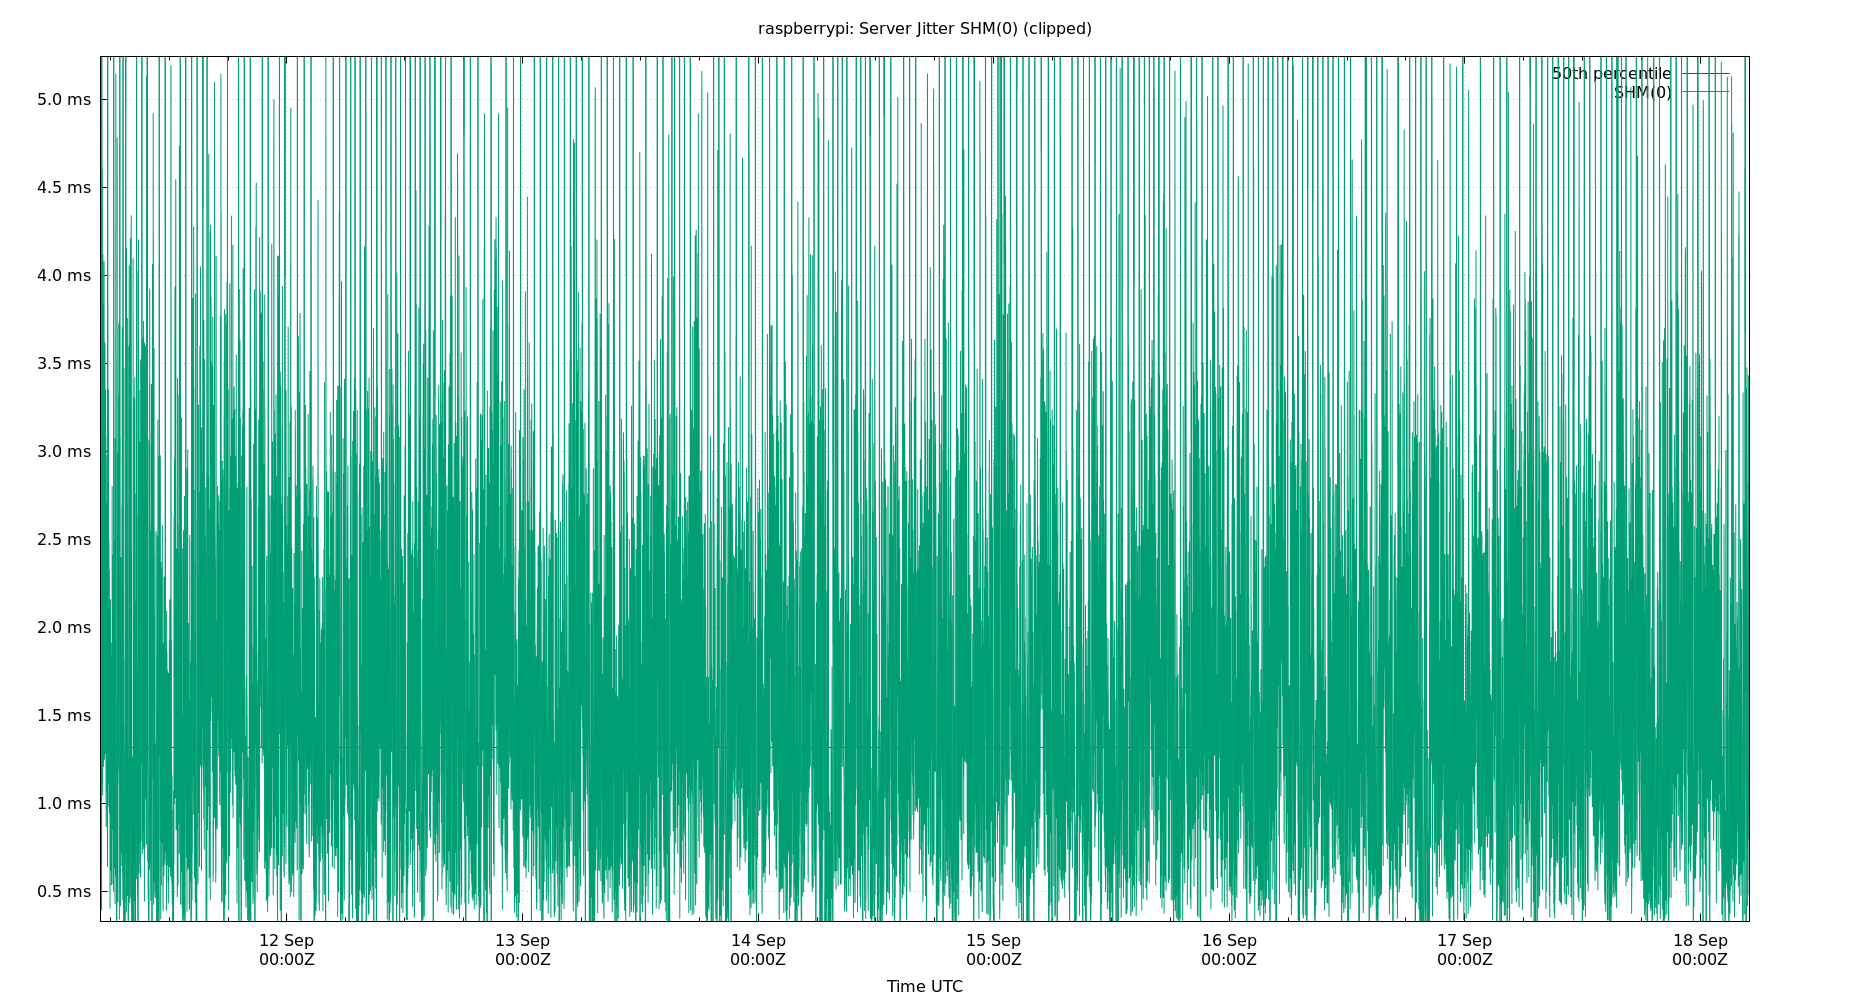 raspberrypi: Server Jitter SHM(0) (clipped)
50th percentile
SHM(0)
5.0 ms
4.5 ms
4.0 ms
3.5 ms
3.0 ms
2.5 ms
2.0 ms
1.5 ms
1.0 ms
0.5 ms
12 Sep 13 Sep 14 Sep 15 Sep 16 Sep 17 Sep 18 Sep
00:00Z 00:00Z 00:00Z 00:00Z 00:00Z 00:00Z 00:00Z
Time UTC